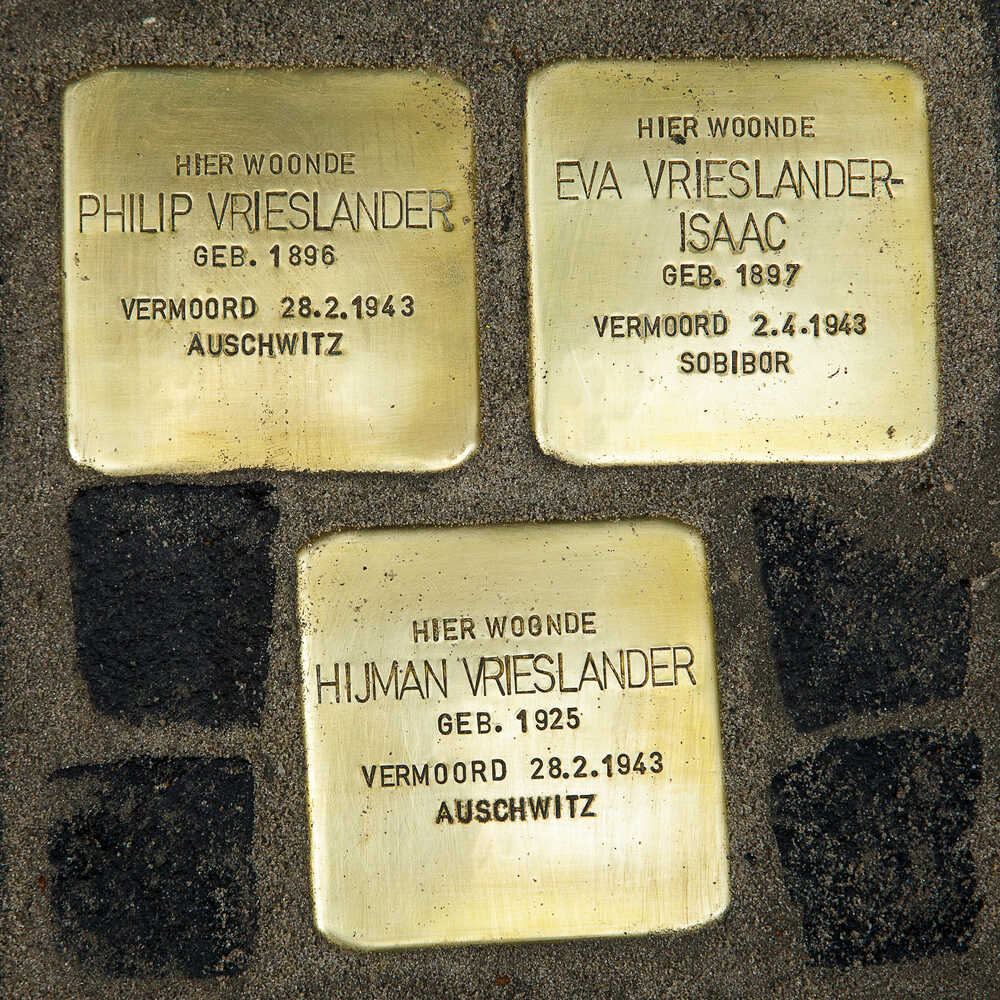 HIER WOONDE
PHILIP VRIESLANDER
GEB. 1896
VERMOORD 28.2.1943
AUSCHWITZ
HIER WOONDE
EVA VRIESLANDER-
ISAAC
GEB. 1897
VERMOORD 2.4.1943
SOBIBOR
HIER WOONDE
HIJMAN VRIESLANDER
GEB. 1925
VERMOORD 28.2.1943
AUSCHWITZ